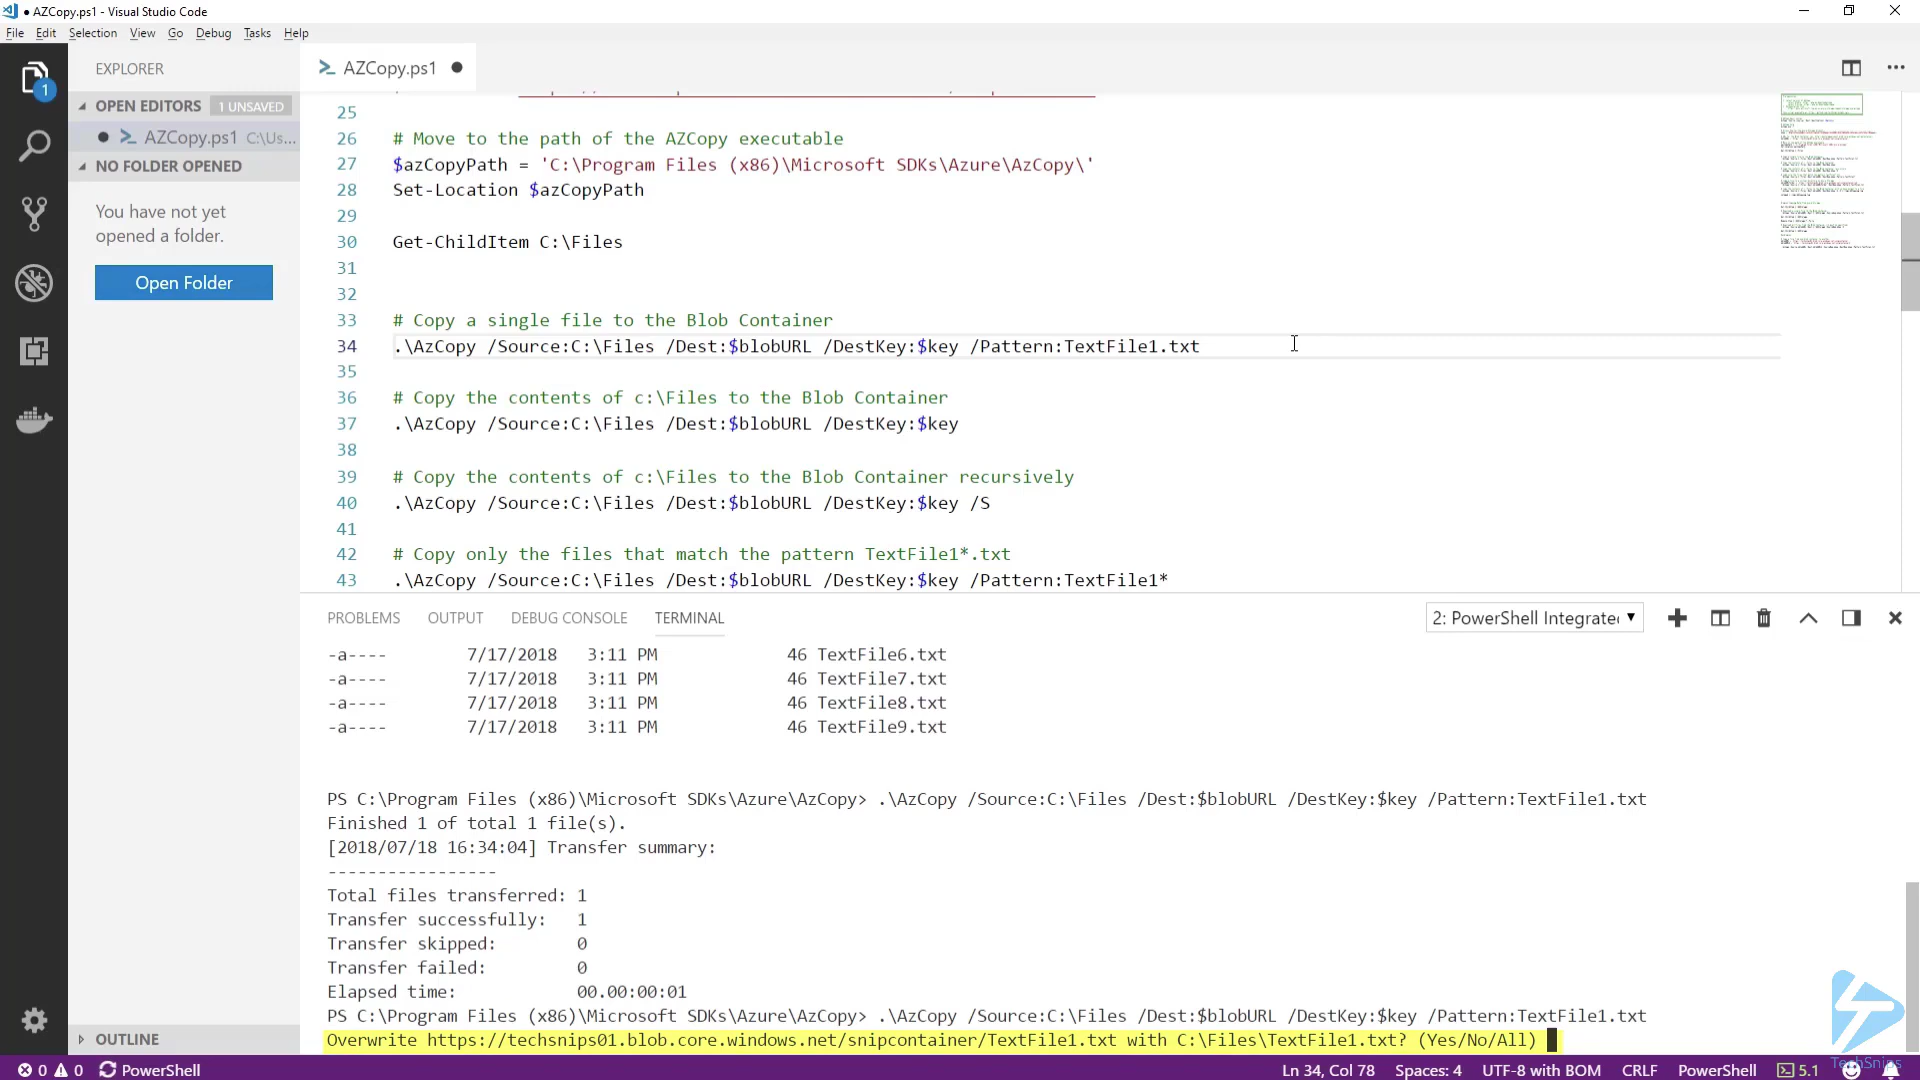 ● AZCopy.ps1 - Visual Studio Code
File Edit Selection View Go Debug Tasks Help
EXPLORER
OPEN EDITORS 1 UNSAVED
AZCopy.ps1 C:\Us...
NO FOLDER OPENED
You have not yet
opened a folder.
Open Folder
OUTLINE
1
AZCopy.ps1 ●
25
26 # Move to the path of the AZCopy executable
27 $azCopyPath = 'C:\Program Files (x86)\Microsoft SDKs\Azure\AzCopy\'
28 Set-Location $azCopyPath
29
30 Get-ChildItem C:\Files
31
32
33 # Copy a single file to the Blob Container
34 .\AzCopy /Source:C:\Files /Dest:$blobURL /DestKey:$key /Pattern:TextFile1.txt
35
36 # Copy the contents of c:\Files to the Blob Container
37 .\AzCopy /Source:C:\Files /Dest:$blobURL /DestKey:$key
38
39 # Copy the contents of c:\Files to the Blob Container recursively
40 .\AzCopy /Source:C:\Files /Dest:$blobURL /DestKey:$key /S
41
42 # Copy only the files that match the pattern TextFile1*.txt
43 .\AzCopy /Source:C:\Files /Dest:$blobURL /DestKey:$key /Pattern:TextFile1*
PROBLEMS OUTPUT DEBUG CONSOLE TERMINAL 2: PowerShell Integrate
-a---- 7/17/2018 3:11 PM 46 TextFile6.txt
-a---- 7/17/2018 3:11 PM 46 TextFile7.txt
-a---- 7/17/2018 3:11 PM 46 TextFile8.txt
-a---- 7/17/2018 3:11 PM 46 TextFile9.txt
PS C:\Program Files (x86)\Microsoft SDKs\Azure\AzCopy> .\AzCopy /Source:C:\Files /Dest:$blobURL /DestKey:$key /Pattern:TextFile1.txt
Finished 1 of total 1 file(s).
[2018/07/18 16:34:04] Transfer summary:
-----------------
Total files transferred: 1
Transfer successfully: 1
Transfer skipped: 0
Transfer failed: 0
Elapsed time: 00.00:00:01
PS C:\Program Files (x86)\Microsoft SDKs\Azure\AzCopy> .\AzCopy /Source:C:\Files /Dest:$blobURL /DestKey:$key /Pattern:TextFile1.txt
Overwrite https://techsnips01.blob.core.windows.net/snipcontainer/TextFile1.txt with C:\Files\TextFile1.txt? (Yes/No/All)
TechSnips
0 0 PowerShell Ln 34, Col 78 Spaces: 4 UTF-8 with BOM CRLF PowerShell 5.1